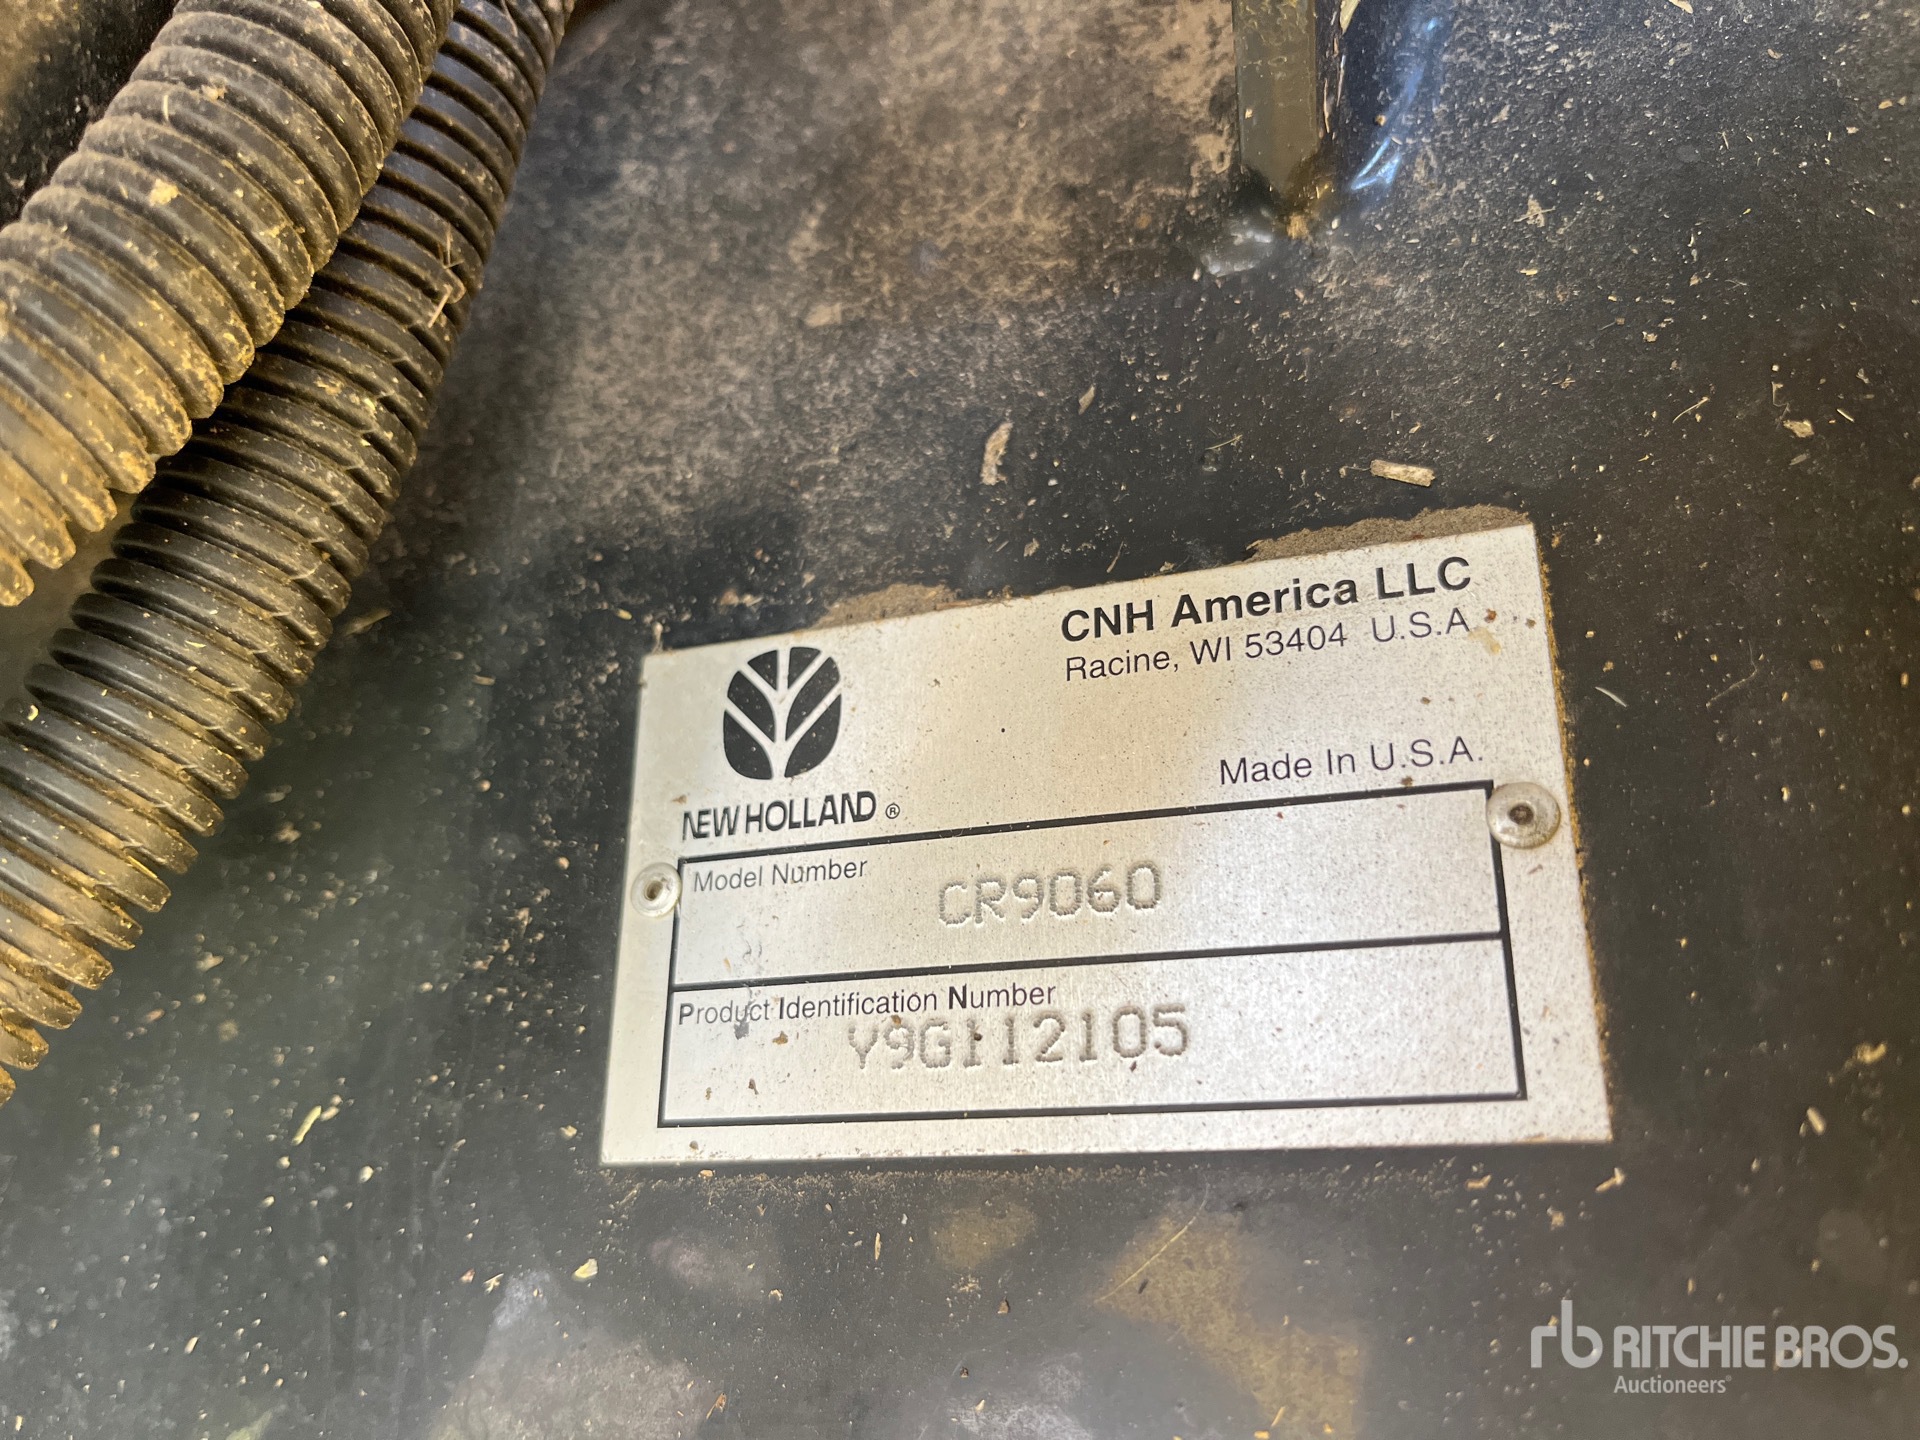 CNH America LLC
Racine, WI 53404 U.S.A
NEW HOLLAND ®
Made In U.S.A.
Model Number CR9060
Product Identification Number
Y9G112105
rb RITCHIE BROS.
Auctioneers